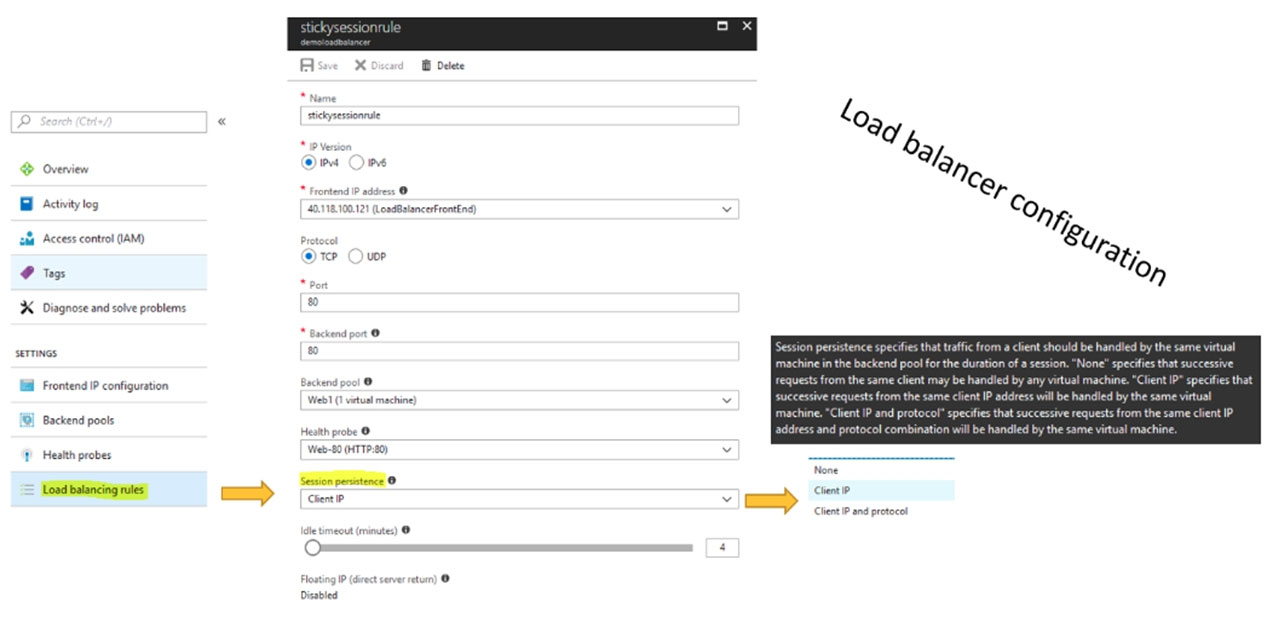 stickysessionrule
demoloadbalancer
Save Discard Delete
Search (Ctrl+/) «
Overview
Activity log
Access control (IAM)
Tags
Diagnose and solve problems
SETTINGS
Frontend IP configuration
Backend pools
Health probes
Load balancing rules
* Name
stickysessionrule
* IP Version
IPv4 IPv6
* Frontend IP address
40.118.100.121 (LoadBalancerFrontEnd)
Protocol
TCP UDP
* Port
80
* Backend port
80
Backend pool
Web1 (1 virtual machine)
Health probe
Web-80 (HTTP:80)
Session persistence
Client IP
Idle timeout (minutes)
4
Floating IP (direct server return)
Disabled
Load balancer configuration
Session persistence specifies that traffic from a client should be handled by the same virtual
machine in the backend pool for the duration of a session. "None" specifies that successive
requests from the same client may be handled by any virtual machine. "Client IP" specifies that
successive requests from the same client IP address will be handled by the same virtual
machine. "Client IP and protocol" specifies that successive requests from the same client IP
address and protocol combination will be handled by the same virtual machine.
None
Client IP
Client IP and protocol